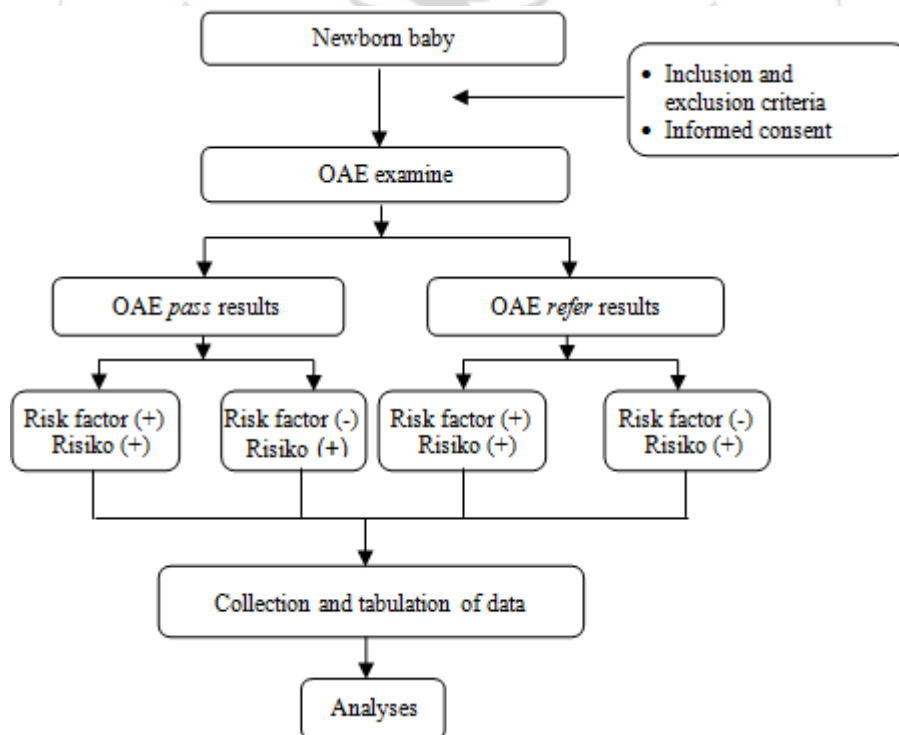 Newborn baby
• Inclusion and
exclusion criteria
• Informed consent
OAE examine
OAE pass results
OAE refer results
Risk factor (+)
Risiko (+)
Risk factor (-)
Risiko (+)
Risk factor (+)
Risiko (+)
Risk factor (-)
Risiko (+)
Collection and tabulation of data
Analyses